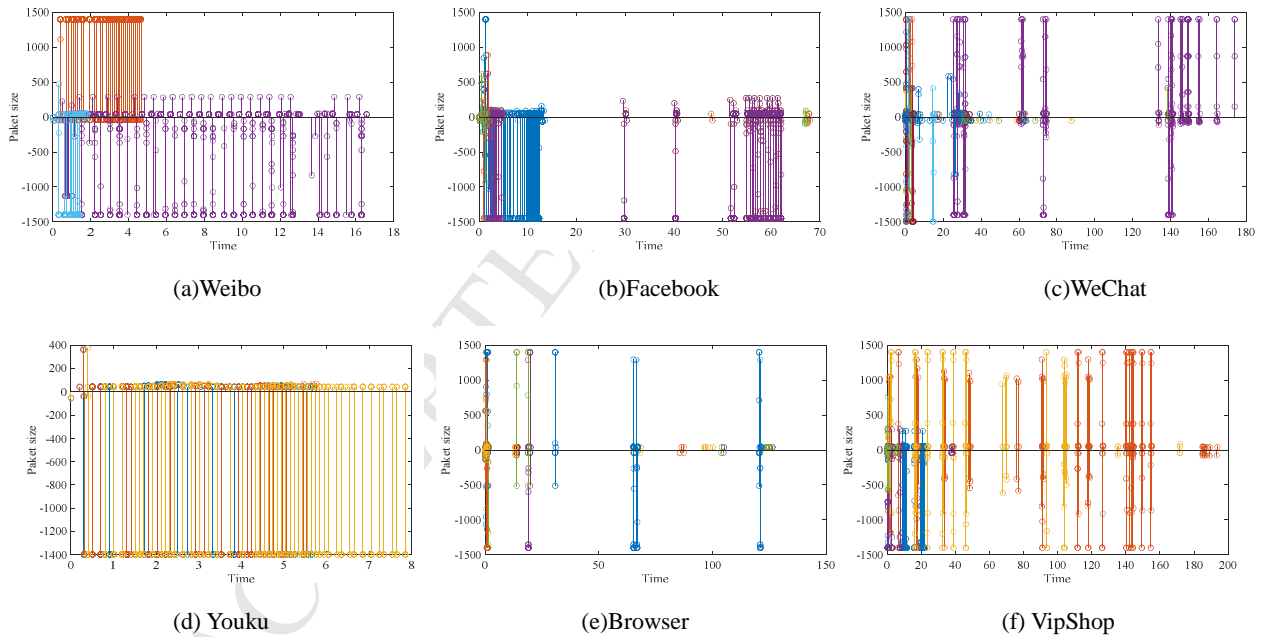 1500
1000
500
0
-500
-1000
-1500
Paket size
0 2 4 6 8 10 12 14 16 18
Time
(a)Weibo
1500
1000
500
0
-500
-1000
-1500
Paket size
0 10 20 30 40 50 60 70
Time
(b)Facebook
1500
1000
500
0
-500
-1000
-1500
Paket size
0 20 40 60 80 100 120 140 160 180
Time
(c)WeChat
400
200
0
-200
-400
-600
-800
-1000
-1200
-1400
Paket size
0 1 2 3 4 5 6 7 8
Time
(d) Youku
1500
1000
500
0
-500
-1000
-1500
Paket size
0 50 100 150
Time
(e)Browser
1500
1000
500
0
-500
-1000
-1500
Paket size
0 20 40 60 80 100 120 140 160 180 200
Time
(f) VipShop